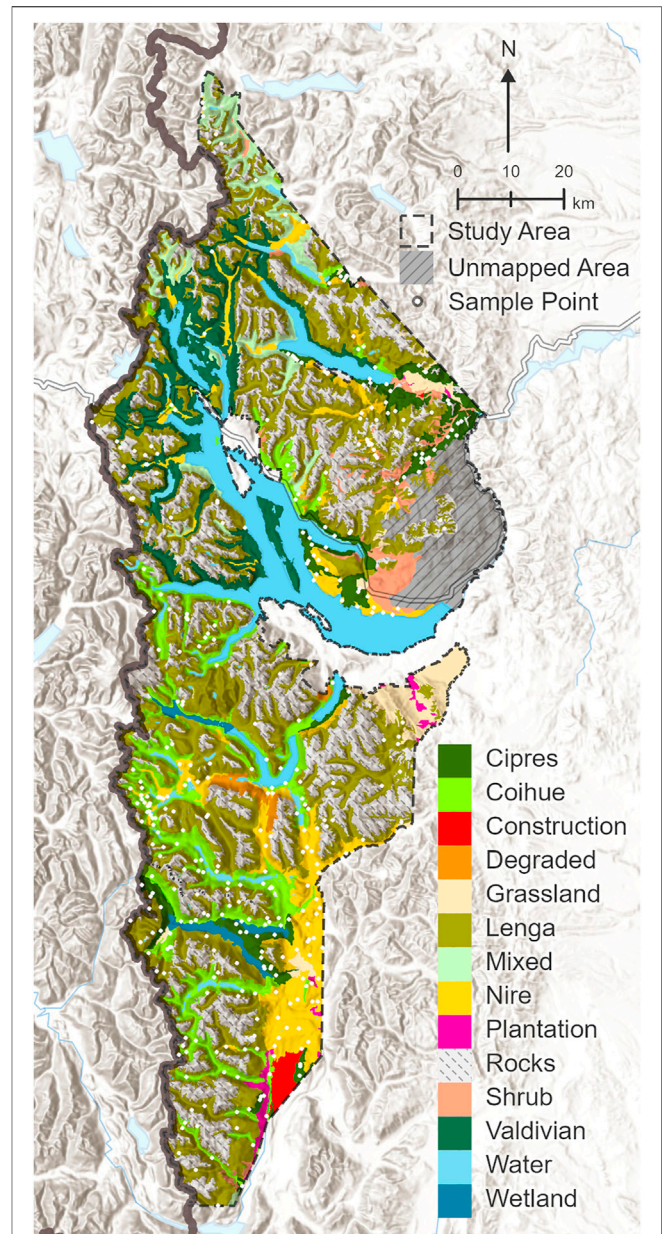 N
0 10 20
km
Study Area
Unmapped Area
Sample Point
Cipres
Coihue
Construction
Degraded
Grassland
Lenga
Mixed
Nire
Plantation
Rocks
Shrub
Valdivian
Water
Wetland